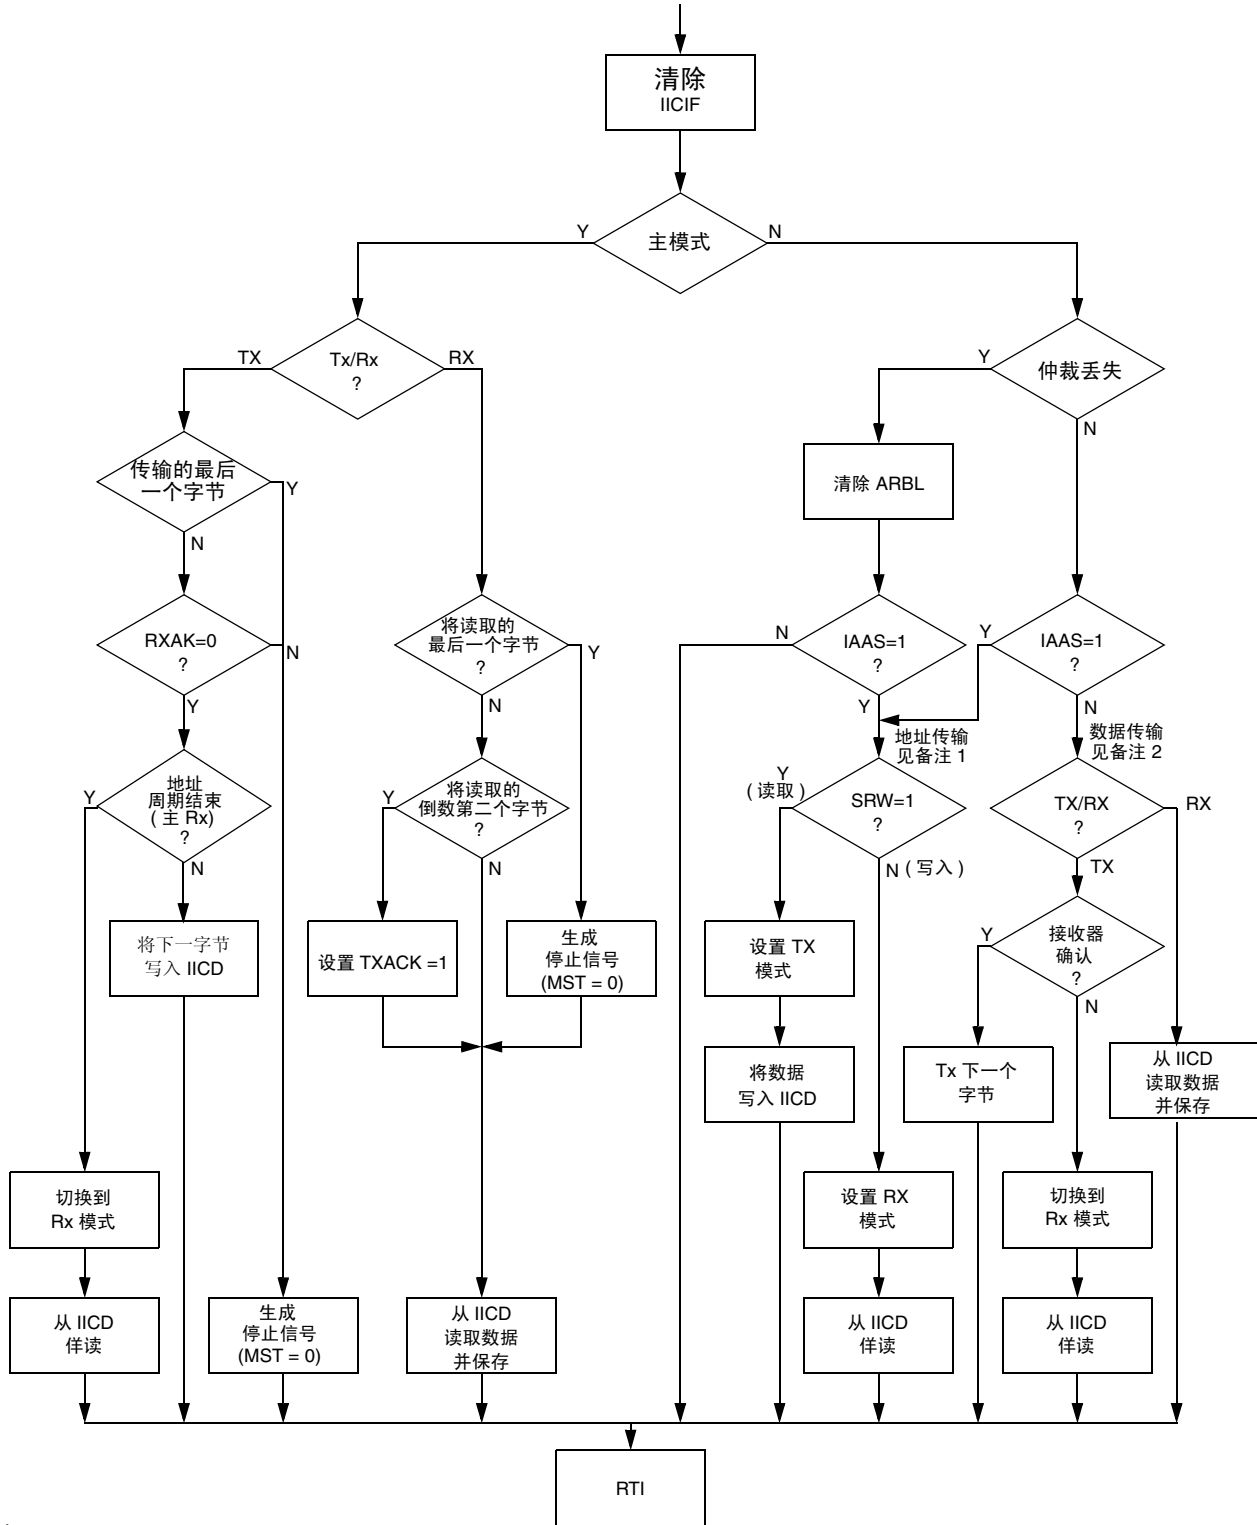 清除
IICIF
主模式
Y
N
Tx/Rx
?
TX
RX
仲裁丢失
Y
N
传输的最后
一个字节
Y
N
清除 ARBL
RXAK=0
?
N
Y
将读取的
最后一个字节
?
Y
N
IAAS=1
?
N
Y
IAAS=1
?
Y
N
地址传输
见备注 1
数据传输
见备注 2
地址
周期结束
( 主 Rx)
?
Y
N
将读取的
倒数第二个字节
?
Y
N
Y
( 读取 )
SRW=1
?
N ( 写入 )
TX/RX
?
RX
TX
将下一字节
写入 IICD
设置 TXACK =1
生成
停止信号
(MST = 0)
设置 TX
模式
接收器
确认
?
Y
N
将数据
写入 IICD
Tx 下一个
字节
从 IICD
读取数据
并保存
切换到
Rx 模式
设置 RX
模式
切换到
Rx 模式
从 IICD
佯读
生成
停止信号
(MST = 0)
从 IICD
读取数据
并保存
从 IICD
佯读
从 IICD
佯读
RTI